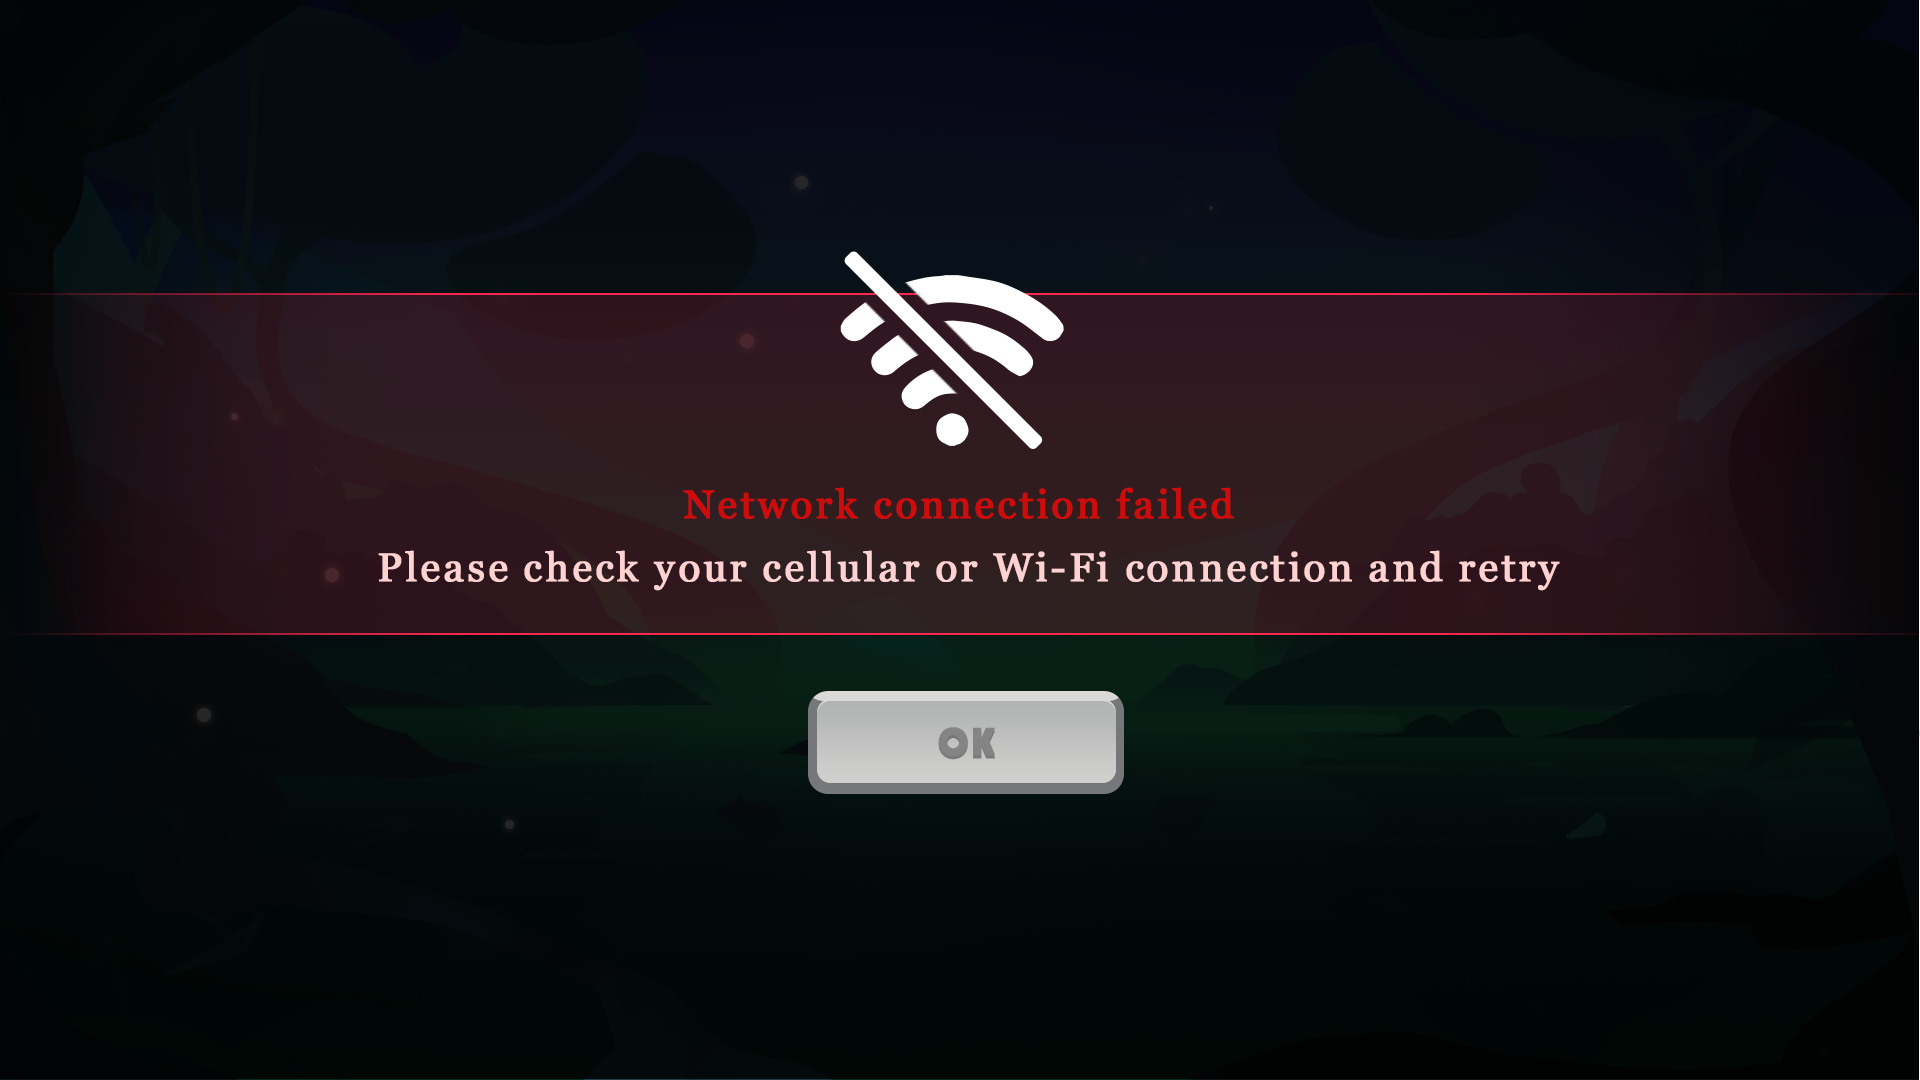 Network connection failed
Please check your cellular or Wi-Fi connection and retry
OK